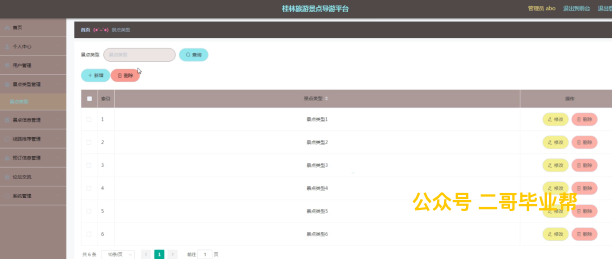 桂林旅游景点导游平台
管理员 abo 退出到前台 退出登
首页
个人中心
用户管理
景点类型管理
景点类型
景点信息管理
线路推荐管理
预订信息管理
论坛交流
系统管理
首页 景点类型
景点类型 景点类型 查询
+ 新增 删除
索引 景点类型 操作
1 景点类型1 修改 删除
2 景点类型2 修改 删除
3 景点类型3 修改 删除
4 景点类型4 修改 删除
5 景点类型5 修改 删除
6 景点类型6 修改 删除
公众号 二哥毕业帮
共 6 条 10条/页 < 1 > 前往 1 页